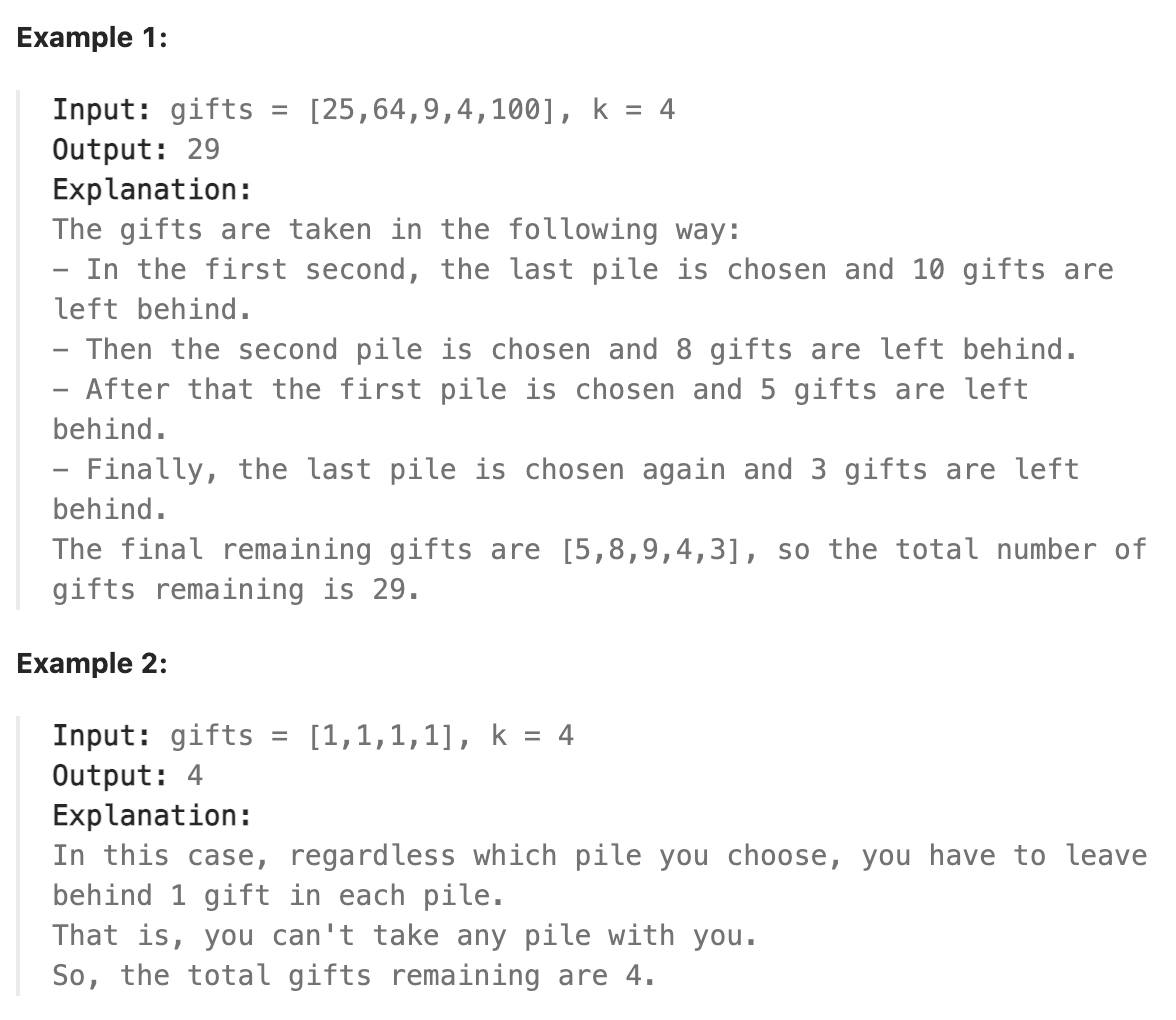 Example 1:
Input: gifts = [25,64,9,4,100], k = 4
Output: 29
Explanation:
The gifts are taken in the following way:
– In the first second, the last pile is chosen and 10 gifts are
left behind.
– Then the second pile is chosen and 8 gifts are left behind.
– After that the first pile is chosen and 5 gifts are left
behind.
– Finally, the last pile is chosen again and 3 gifts are left
behind.
The final remaining gifts are [5,8,9,4,3], so the total number of
gifts remaining is 29.
Example 2:
Input: gifts = [1,1,1,1], k = 4
Output: 4
Explanation:
In this case, regardless which pile you choose, you have to leave
behind 1 gift in each pile.
That is, you can't take any pile with you.
So, the total gifts remaining are 4.